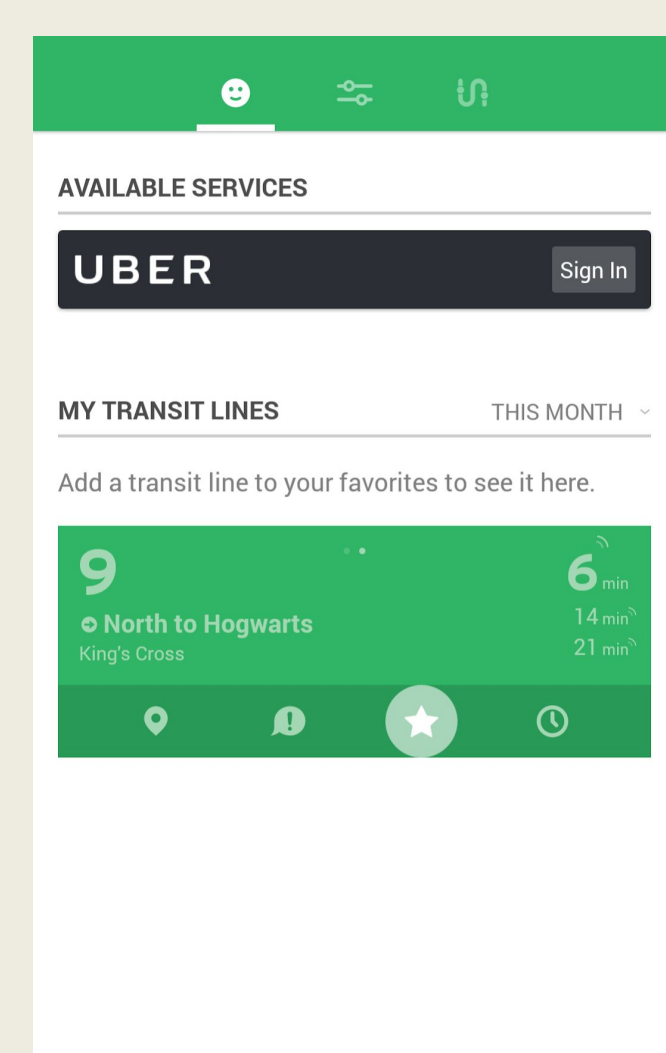 AVAILABLE SERVICES
UBER
Sign In
MY TRANSIT LINES
THIS MONTH
Add a transit line to your favorites to see it here.
9
6 min
North to Hogwarts
14 min
King's Cross
21 min